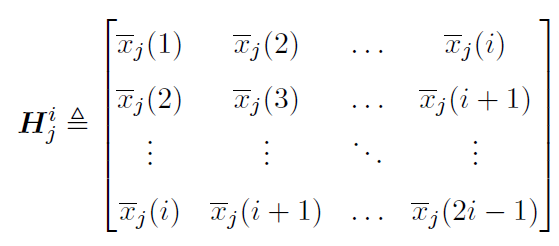 H_j^i ≜
x̅_j(1) x̅_j(2) … x̅_j(i)
x̅_j(2) x̅_j(3) … x̅_j(i + 1)
⋮ ⋮ ⋱ ⋮
x̅_j(i) x̅_j(i + 1) … x̅_j(2i − 1)